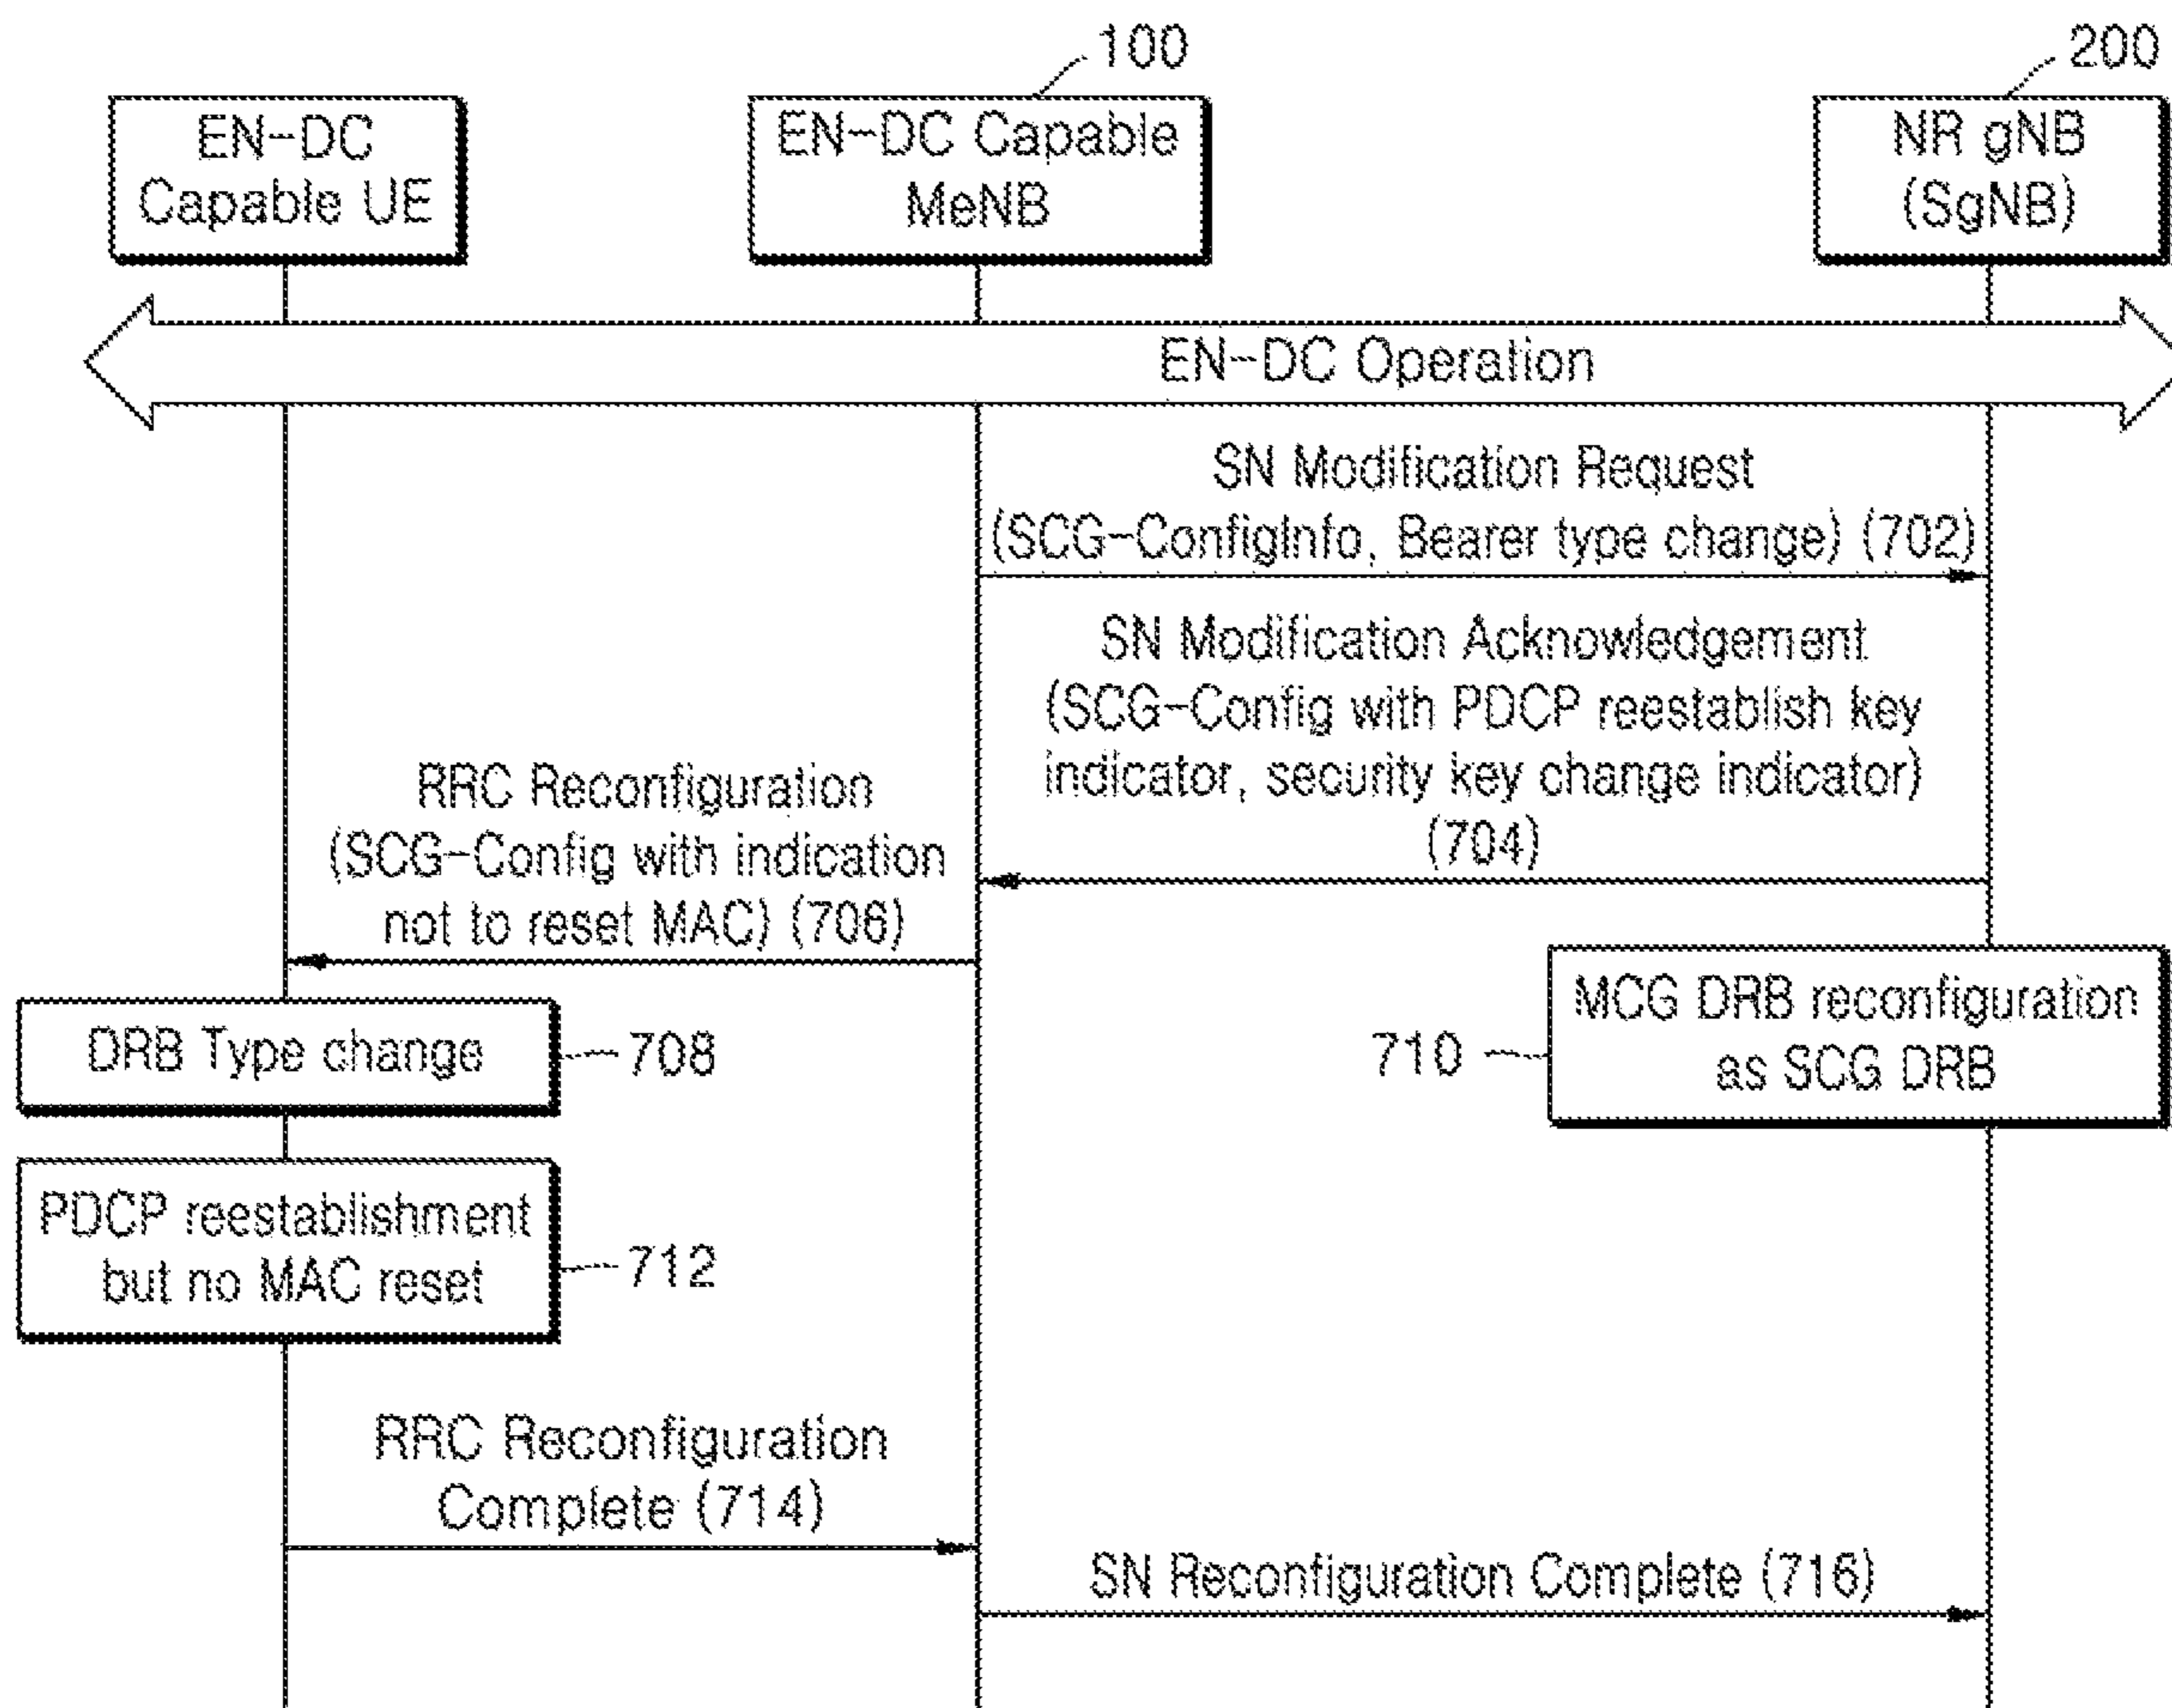 100
200
EN-DC
Capable UE
EN-DC Capable
MeNB
NR gNB
(SgNB)
EN-DC Operation
SN Modification Request
(SCG-ConfigInfo, Bearer type change) (702)
SN Modification Acknowledgement
(SCG-Config with PDCP reestablish key
indicator, security key change indicator)
(704)
RRC Reconfiguration
(SCG-Config with indication
not to reset MAC) (706)
DRB Type change
708
710
MCG DRB reconfiguration
as SCG DRB
PDCP reestablishment
but no MAC reset
712
RRC Reconfiguration
Complete (714)
SN Reconfiguration Complete (716)